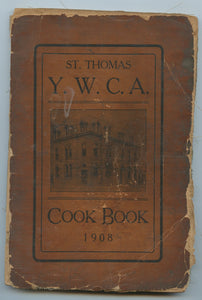 ST. THOMAS
Y. W. C. A.
COOK BOOK
1908